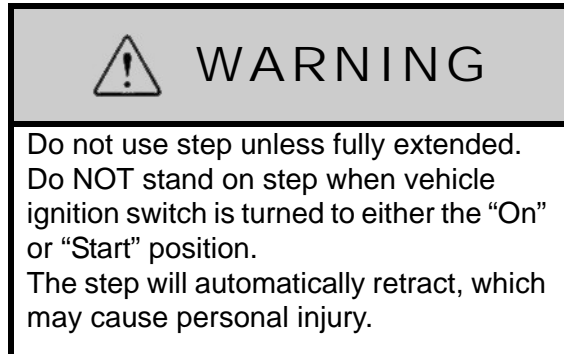 WARNING
Do not use step unless fully extended.
Do NOT stand on step when vehicle
ignition switch is turned to either the “On”
or “Start” position.
The step will automatically retract, which
may cause personal injury.